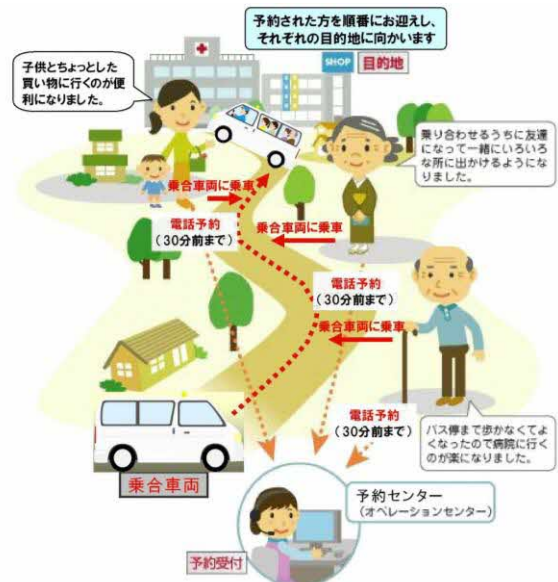 予約された方を順番にお迎えし、
それぞれの目的地に向かいます
SHOP 目的地
子供とちょっとした
買い物に行くのが便
利になりました。
乗り合わせるうちに友達
になって一緒にいろいろ
な所に出かけるようにな
りました。
乗合車両に乗車
電話予約
(30分前まで)
乗合車両に乗車
電話予約
(30分前まで)
乗合車両に乗車
電話予約
(30分前まで)
バス停まで歩かなくてよ
くなったので病院に行く
のが楽になりました。
乗合車両
予約センター
(オペレーションセンター)
予約受付